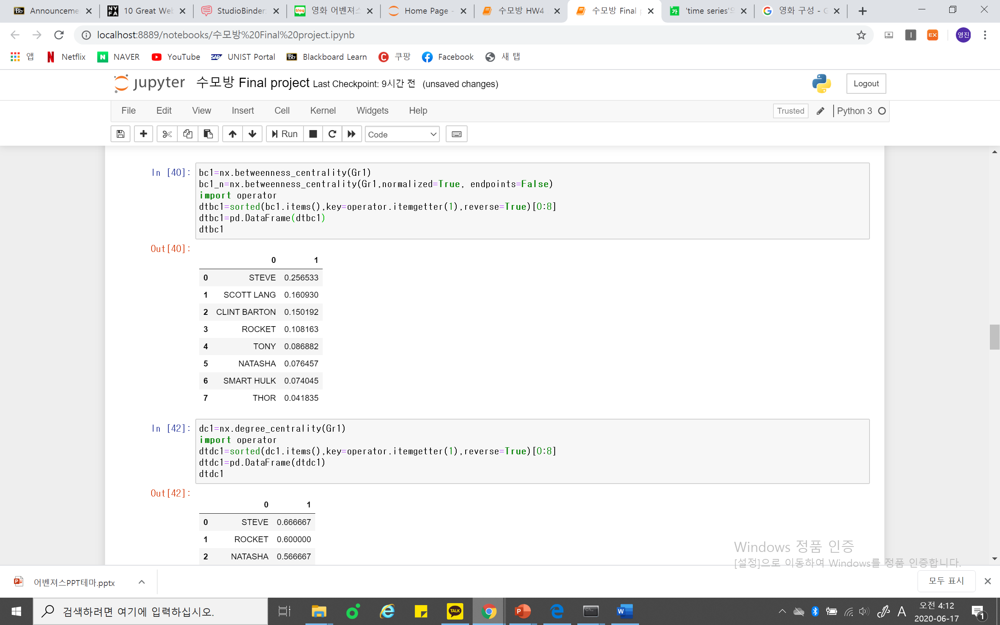 Announceme
10 Great Wel
StudioBinder
영화 어벤져스
Home Page -
수모방 HW4
수모방 Final p
'time series'으
영화 구성 - G
localhost:8889/notebooks/수모방%20Final%20project.ipynb
영진
앱
Netflix
NAVER
YouTube
UNIST Portal
Blackboard Learn
쿠팡
Facebook
새 탭
jupyter 수모방 Final project Last Checkpoint: 9시간 전 (unsaved changes)
Logout
File Edit View Insert Cell Kernel Widgets Help
Trusted
Python 3
Run
Code
In [40]:
bc1=nx.betweenness_centrality(Gr1)
bc1_n=nx.betweenness_centrality(Gr1,normalized=True, endpoints=False)
import operator
dtbc1=sorted(bc1.items(),key=operator.itemgetter(1),reverse=True)[0:8]
dtbc1=pd.DataFrame(dtbc1)
dtbc1
Out[40]:
0 1
0 STEVE 0.256533
1 SCOTT LANG 0.160930
2 CLINT BARTON 0.150192
3 ROCKET 0.108163
4 TONY 0.086882
5 NATASHA 0.076457
6 SMART HULK 0.074045
7 THOR 0.041835
In [42]:
dc1=nx.degree_centrality(Gr1)
import operator
dtdc1=sorted(dc1.items(),key=operator.itemgetter(1),reverse=True)[0:8]
dtdc1=pd.DataFrame(dtdc1)
dtdc1
Out[42]:
0 1
0 STEVE 0.666667
1 ROCKET 0.600000
2 NATASHA 0.566667
Windows 정품 인증
[설정]으로 이동하여 Windows를 정품 인증합니다.
어벤져스PPT테마.pptx
모두 표시
검색하려면 여기에 입력하십시오.
TALK
A
오전 4:12
2020-06-17
1